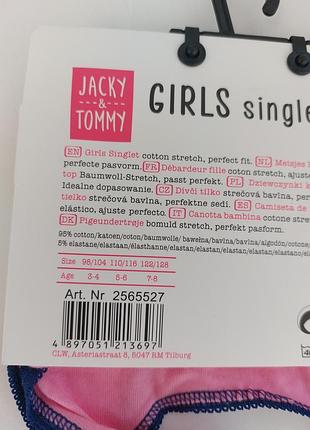 JACKY
&
TOMMY
GIRLS single
EN Girls Singlet cotton stretch, perfect fit. NL Meisjes
perfecte pasvorm. FR Débardeur fille coton stretch, ajuste
top Baumwoll-Stretch, passt perfekt. PL Dziewczynki k
Idealne dopasowanie. CZ Dívčí tílko strečová bavlna, p
tielko strečová bavlna, perfektne sedí. ES Camiseta de
elástico, ajuste perfecto. IT Canotta bambina cotone stre
DK Pigeundertrøje bomuld stretch, perfekt pasform.
95% cotton/katoen/coton/baumwolle/ bawełna/bavlna/bavlna/algodón/cotone/
5% elastane/elastaan/élasthanne/elastan/elastan/elastan/elastan/elastano/elastan
Size 98/104 110/116 122/128
Age 3-4 5-6 7-8
Art. Nr 2565527
4 897051 213697
CLW, Asteriastraat 8, 5047 RM Tilburg